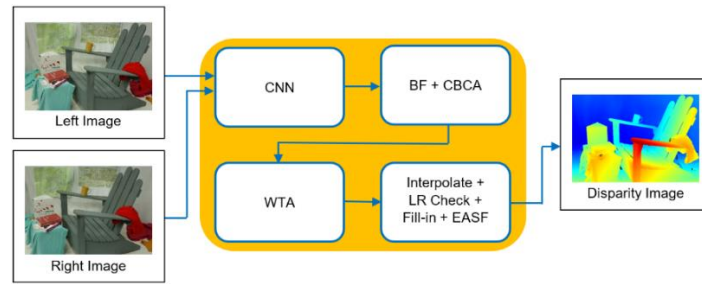 Left Image
Right Image
CNN
BF + CBCA
WTA
Interpolate +
LR Check +
Fill-in + EASF
Disparity Image